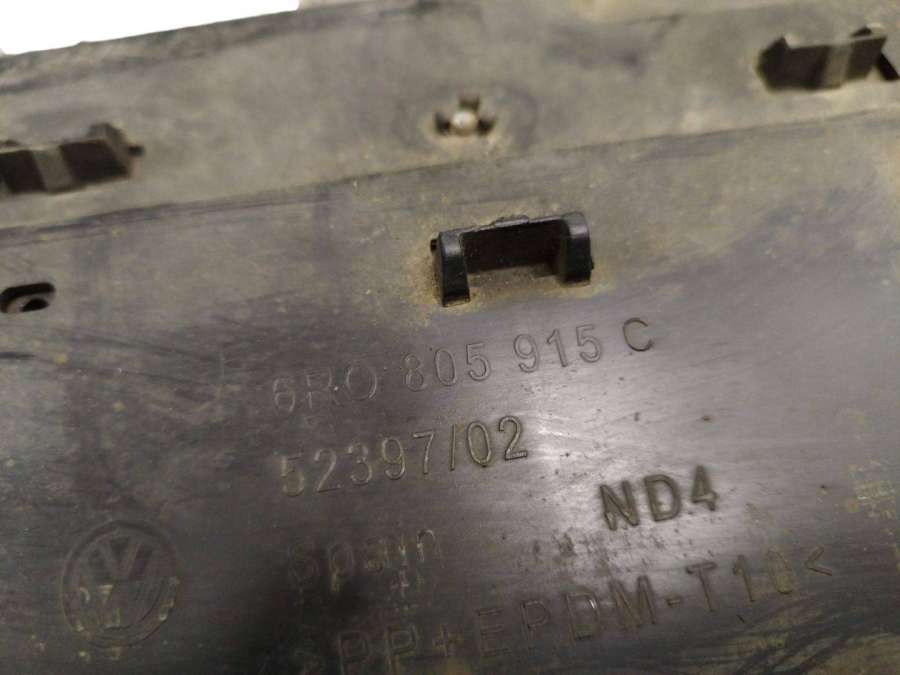 6R0 805 915 C
52397/02
ND4
Spain
>PP+EPDM-T10<